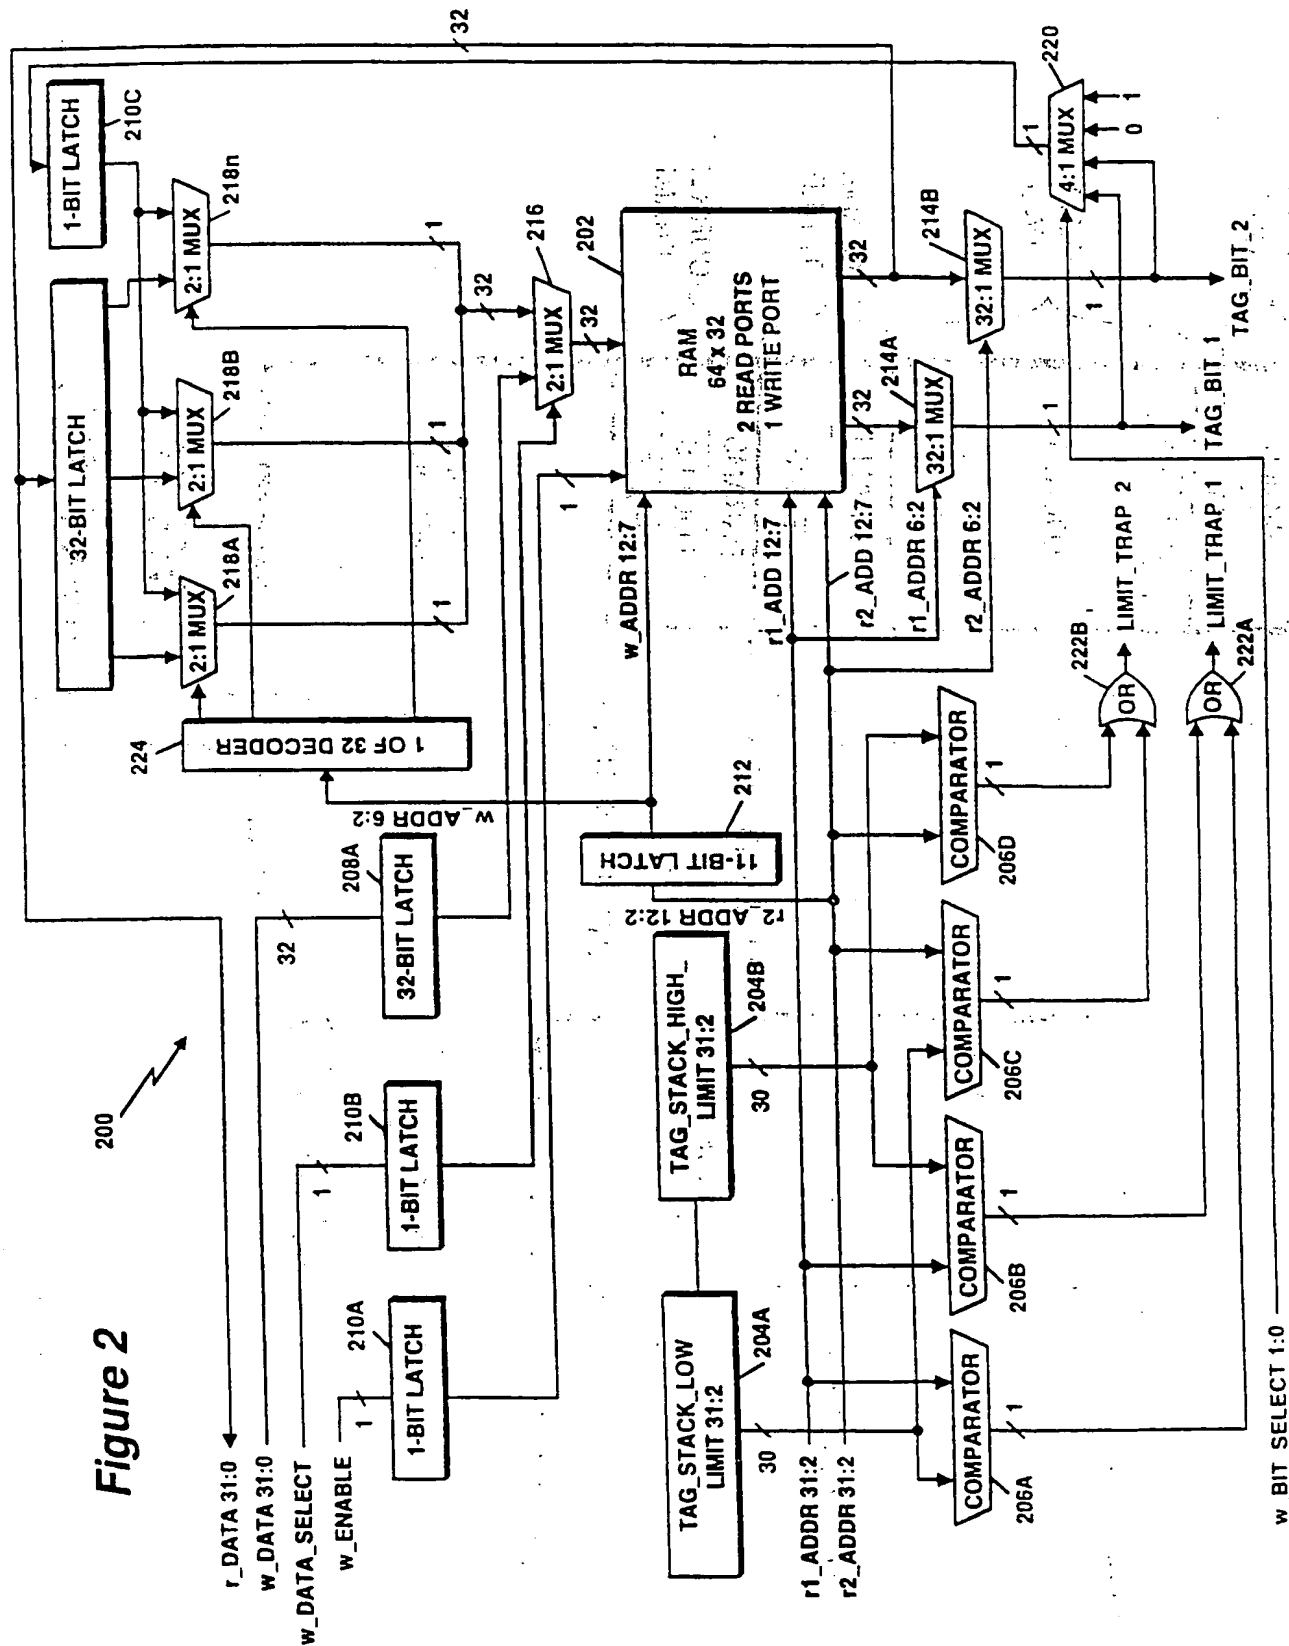 Figure 2
200
r_DATA 31:0
w_DATA 31:0
w_DATA_SELECT
w_ENABLE
1
210A
1-BIT LATCH
1
210B
1-BIT LATCH
32
208A
32-BIT LATCH
224
1 OF 32 DECODER
w_ADDR 6:2
32-BIT LATCH
1-BIT LATCH
210C
32
2:1 MUX
218A
2:1 MUX
218B
2:1 MUX
218n
1
1
1
32
216
2:1 MUX
32
1
202
RAM
64 x 32
2 READ PORTS
1 WRITE PORT
w_ADDR 12:7
r1_ADD 12:7
r2_ADD 12:7
r1_ADDR 6:2
r2_ADDR 6:2
212
11-BIT LATCH
r2_ADDR 12:2
TAG_STACK_LOW
LIMIT 31:2
204A
30
TAG_STACK_HIGH_
LIMIT 31:2
204B
30
r1_ADDR 31:2
r2_ADDR 31:2
COMPARATOR
206A
1
COMPARATOR
206B
1
COMPARATOR
206C
1
COMPARATOR
206D
1
32
214A
32:1 MUX
1
32
214B
32:1 MUX
1
220
4:1 MUX
1
0
1
TAG_BIT_1
TAG_BIT_2
222B
OR
LIMIT_TRAP 2
OR
222A
LIMIT_TRAP_1
w BIT SELECT 1:0